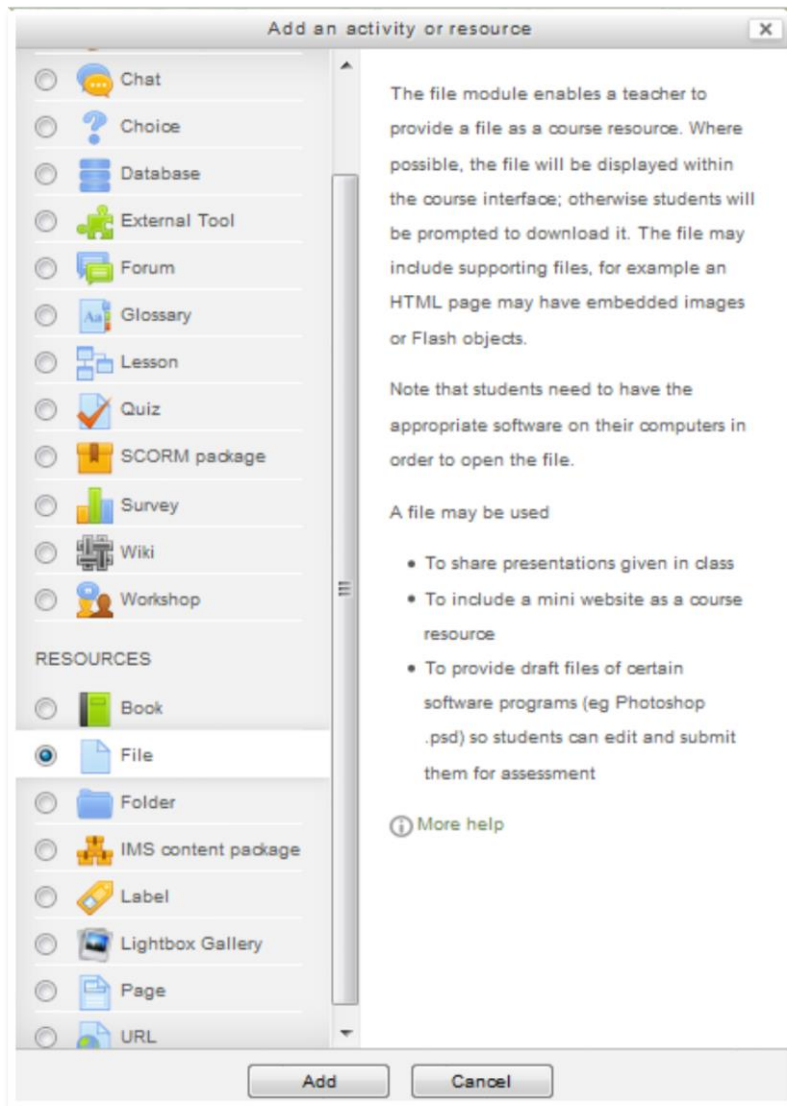 Add an activity or resource
Chat
Choice
Database
External Tool
Forum
Glossary
Lesson
Quiz
SCORM package
Survey
Wiki
Workshop
RESOURCES
Book
File
Folder
IMS content package
Label
Lightbox Gallery
Page
URL
The file module enables a teacher to
provide a file as a course resource. Where
possible, the file will be displayed within
the course interface; otherwise students will
be prompted to download it. The file may
include supporting files, for example an
HTML page may have embedded images
or Flash objects.
Note that students need to have the
appropriate software on their computers in
order to open the file.
A file may be used
• To share presentations given in class
• To include a mini website as a course
resource
• To provide draft files of certain
software programs (eg Photoshop
.psd) so students can edit and submit
them for assessment
More help
Add
Cancel